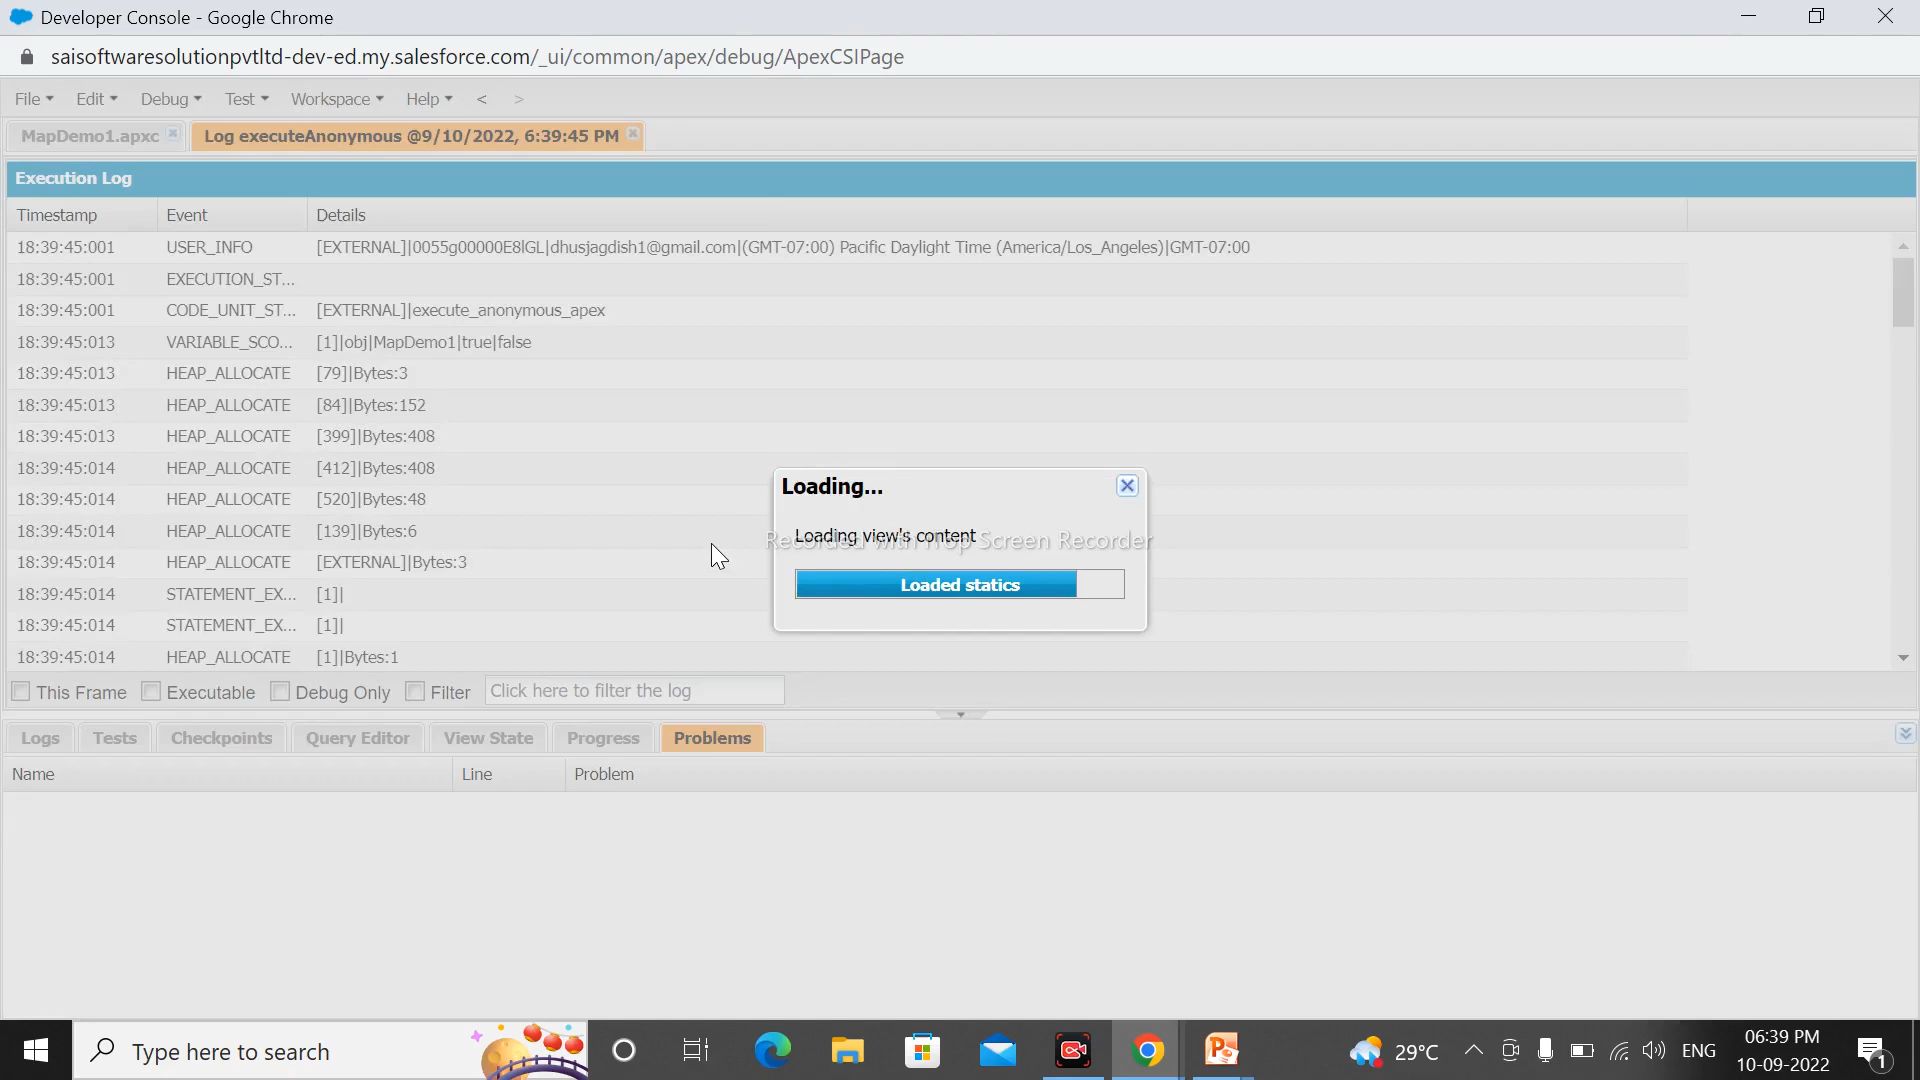 Developer Console - Google Chrome
saisoftwaresolutionpvtltd-dev-ed.my.salesforce.com/_ui/common/apex/debug/ApexCSIPage
File Edit Debug Test Workspace Help < >
MapDemo1.apxc Log executeAnonymous @9/10/2022, 6:39:45 PM
Execution Log
Timestamp Event Details
18:39:45:001 USER_INFO [EXTERNAL]|0055g00000E8lGL|dhusjagdish1@gmail.com|(GMT-07:00) Pacific Daylight Time (America/Los_Angeles)|GMT-07:00
18:39:45:001 EXECUTION_ST...
18:39:45:001 CODE_UNIT_ST... [EXTERNAL]|execute_anonymous_apex
18:39:45:013 VARIABLE_SCO... [1]|obj|MapDemo1|true|false
18:39:45:013 HEAP_ALLOCATE [79]|Bytes:3
18:39:45:013 HEAP_ALLOCATE [84]|Bytes:152
18:39:45:013 HEAP_ALLOCATE [399]|Bytes:408
18:39:45:014 HEAP_ALLOCATE [412]|Bytes:408
18:39:45:014 HEAP_ALLOCATE [520]|Bytes:48
18:39:45:014 HEAP_ALLOCATE [139]|Bytes:6
18:39:45:014 HEAP_ALLOCATE [EXTERNAL]|Bytes:3
18:39:45:014 STATEMENT_EX... [1]|
18:39:45:014 STATEMENT_EX... [1]|
18:39:45:014 HEAP_ALLOCATE [1]|Bytes:1
Loading...
Loading view's content
Recorded with iTop Screen Recorder
Loaded statics
This Frame Executable Debug Only Filter Click here to filter the log
Logs Tests Checkpoints Query Editor View State Progress Problems
Name Line Problem
Type here to search
29°C
ENG
06:39 PM
10-09-2022
1